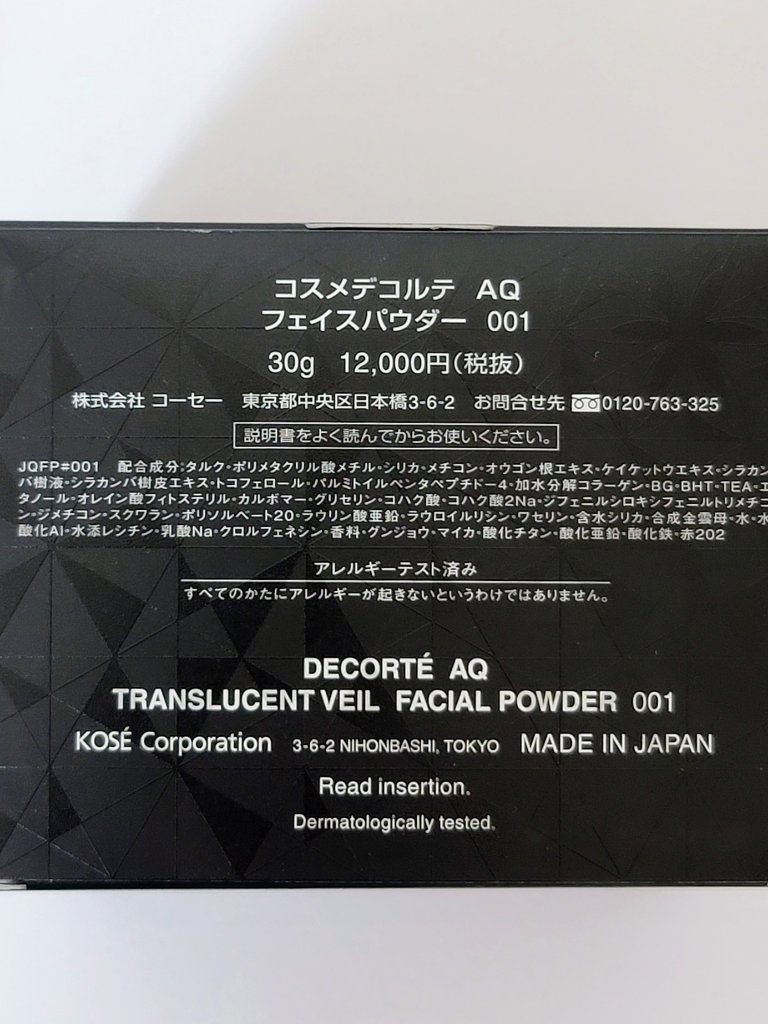 コスメデコルテ AQ
フェイスパウダー 001
30g 12,000円(税抜)
株式会社 コーセー 東京都中央区日本橋3-6-2 お問合せ先 0120-763-325
説明書をよく読んでからお使いください。
JQFP#001 配合成分:タルク・ポリメタクリル酸メチル・シリカ・メチコン・オウゴン根エキス・ケイケットウエキス・シラカン
バ樹液・シラカンバ樹皮エキス・トコフェロール・パルミトイルペンタペプチド-4・加水分解コラーゲン・BG・BHT・TEA・エ
タノール・オレイン酸フィトステリル・カルボマー・グリセリン・コハク酸・コハク酸2Na・ジフェニルシロキシフェニルトリメチコ
ン・ジメチコン・スクワラン・ポリソルベート20・ラウリン酸亜鉛・ラウロイルリシン・ワセリン・含水シリカ・合成金雲母・水・水
酸化Al・水添レシチン・乳酸Na・クロルフェネシン・香料・グンジョウ・マイカ・酸化チタン・酸化亜鉛・酸化鉄・赤202
アレルギーテスト済み
すべてのかたにアレルギーが起きないというわけではありません。
DECORTÉ AQ
TRANSLUCENT VEIL FACIAL POWDER 001
KOSÉ Corporation 3-6-2 NIHONBASHI, TOKYO MADE IN JAPAN
Read insertion.
Dermatologically tested.